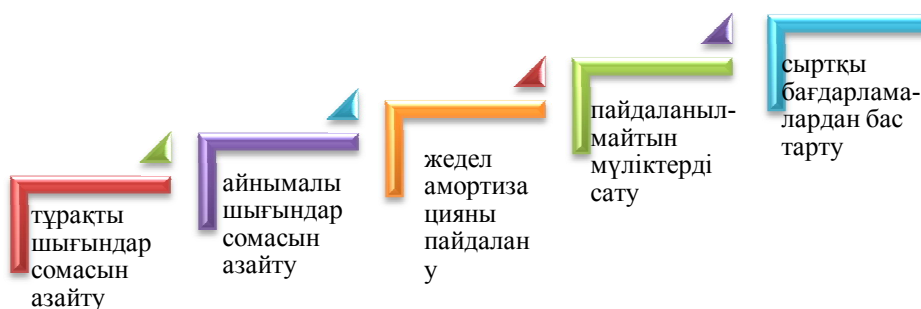 тұрақты
шығындар
сомасын
азайту
айнымалы
шығындар
сомасын
азайту
жедел
амортиза
цияны
пайдалан
у
пайдаланыл-
майтын
мүліктерді
сату
сыртқы
бағдарлама-
лардан бас
тарту